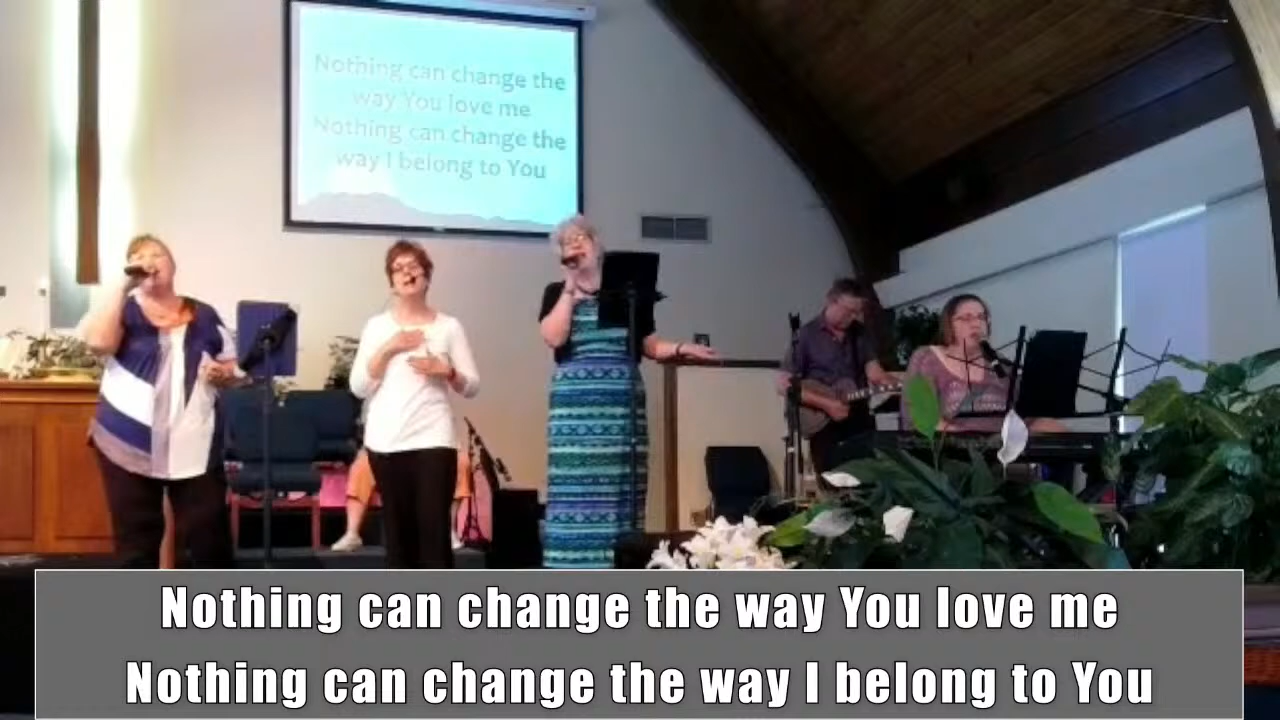 Nothing can change the
way You love me
Nothing can change the
way I belong to You
Nothing can change the way You love me
Nothing can change the way I belong to You